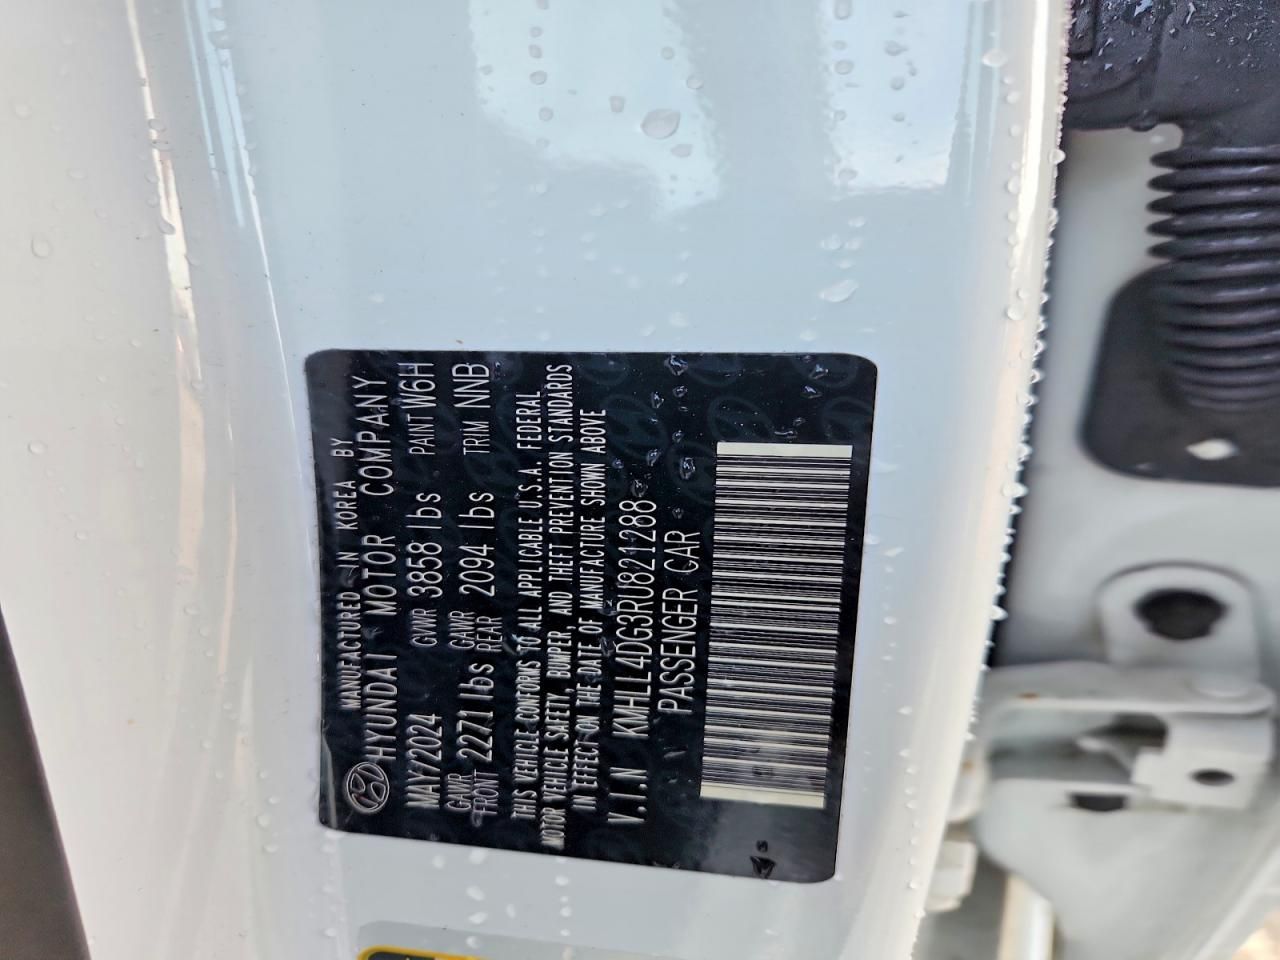 MANUFACTURED IN KOREA BY
HYUNDAI MOTOR COMPANY
MAY/2024 GVWR 3858 lbs PAINT W6H
GAWR FRONT 2271 lbs GAWR REAR 2094 lbs TRIM NNB
THIS VEHICLE CONFORMS TO ALL APPLICABLE U.S.A. FEDERAL
MOTOR VEHICLE SAFETY, BUMPER, AND THEFT PREVENTION STANDARDS
IN EFFECT ON THE DATE OF MANUFACTURE SHOWN ABOVE
V.I.N KMHLL4DG3RU821288
PASSENGER CAR